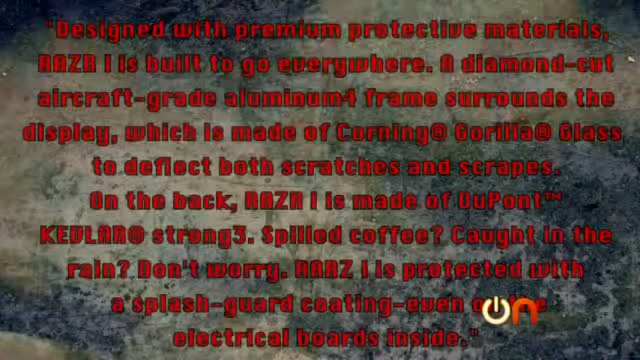 "Designed with premium protective materials,
RAZR I is built to go everywhere. A diamond-cut
aircraft-grade aluminum4 frame surrounds the
display, which is made of Corning® Gorilla® Glass
to deflect both scratches and scrapes.
On the back, RAZR I is made of DuPont™
KEVLAR® strong3. Spilled coffee? Caught in the
rain? Don't worry. RARZ I is protected with
a splash-guard coating-even
electrical boards inside."
on